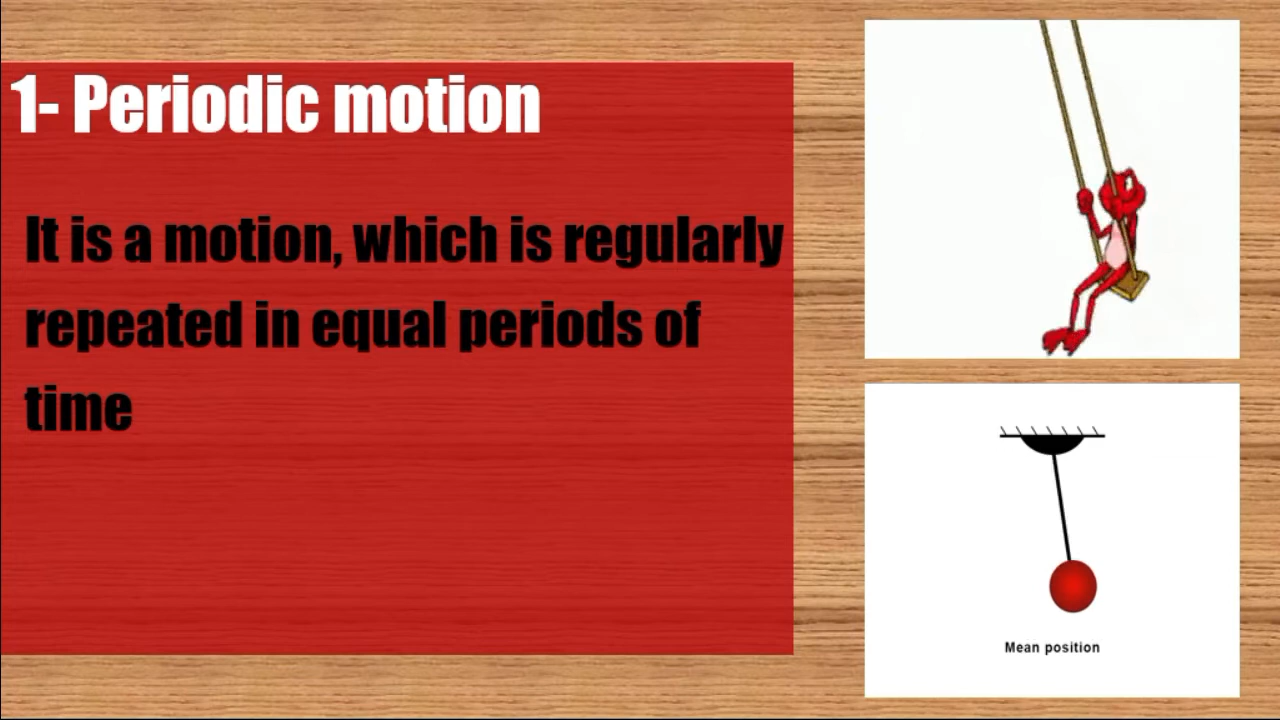 1- Periodic motion
It is a motion, which is regularly
repeated in equal periods of
time
Mean position